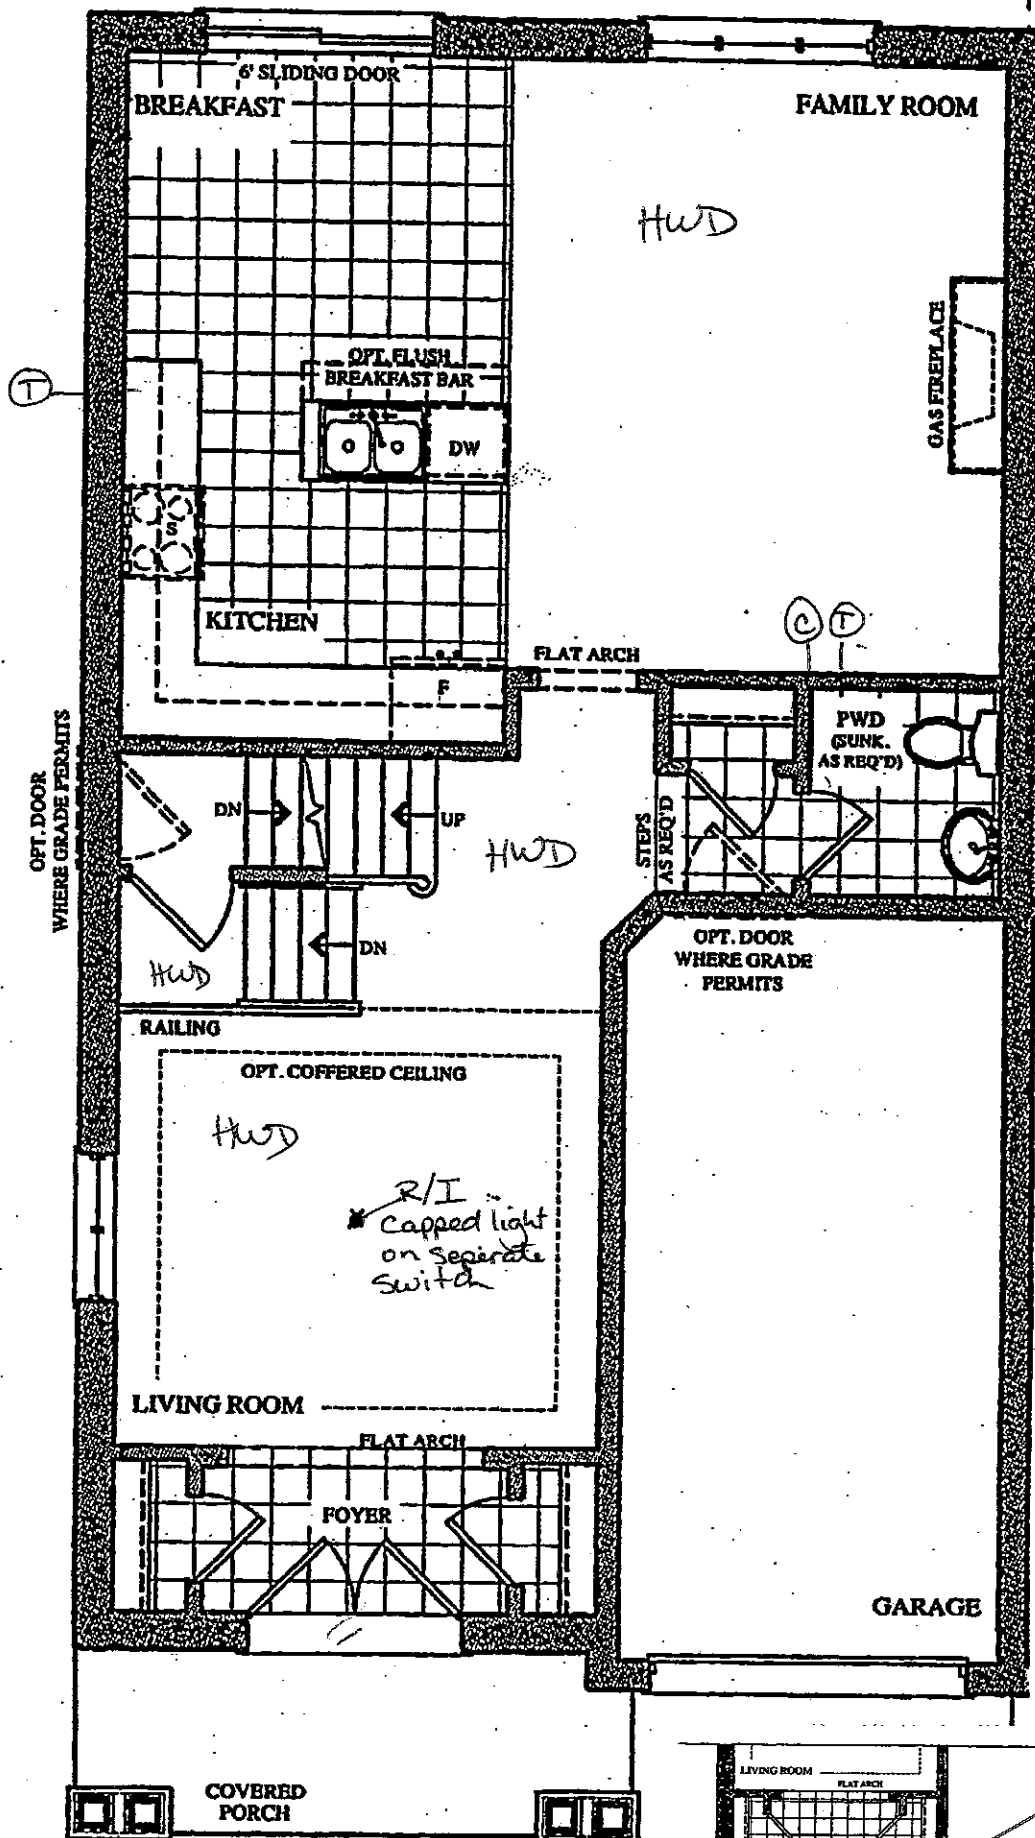 6' SLIDING DOOR
BREAKFAST
FAMILY ROOM
HWD
GAS FIREPLACE
OPT. FLUSH
BREAKFAST BAR
T
DW
S
KITCHEN
C T
FLAT ARCH
F
PWD
(SUNK.
AS REQ'D)
OPT. DOOR
WHERE GRADE PERMITS
DN
UP
HWD
STEPS
AS REQ'D
DN
HWD
OPT. DOOR
WHERE GRADE
PERMITS
RAILING
OPT. COFFERED CEILING
HWD
R/I
Capped light
on Seperate
Switch
LIVING ROOM
FLAT ARCH
FOYER
GARAGE
COVERED
PORCH
LIVING ROOM
FLAT ARCH